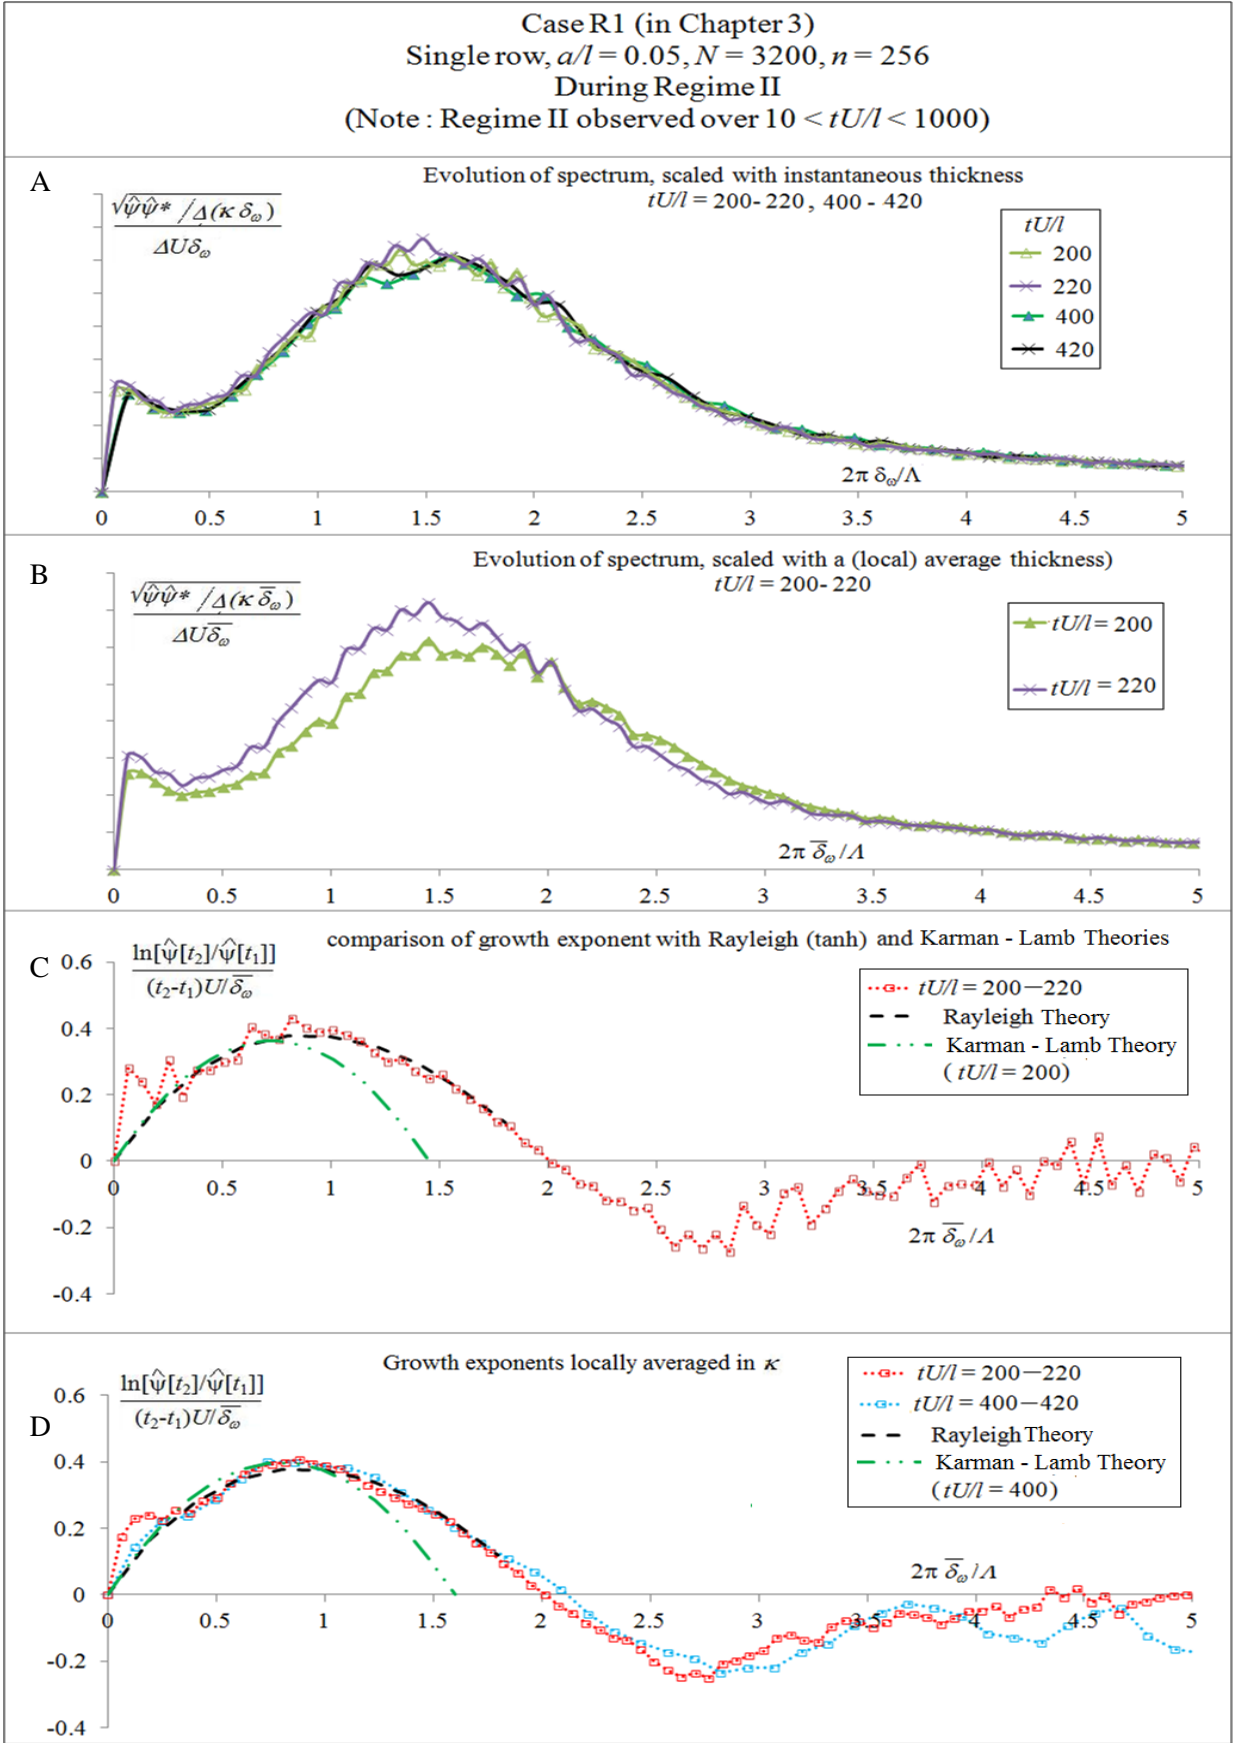 Case R1 (in Chapter 3)
Single row, a/l = 0.05, N = 3200, n = 256
During Regime II
(Note : Regime II observed over 10 < tU/l < 1000)
A
Evolution of spectrum, scaled with instantaneous thickness
tU/l = 200-220 , 400 - 420
√ψ̂ψ̂* / Δ(κ δω)
ΔUδω
tU/l
200
220
400
420
2π δω/Λ
0 0.5 1 1.5 2 2.5 3 3.5 4 4.5 5
B
Evolution of spectrum, scaled with a (local) average thickness)
tU/l = 200-220
√ψ̂ψ̂* / Δ(κ δ̅ω)
ΔUδ̅ω
tU/l = 200
tU/l = 220
2π δ̅ω/Λ
0 0.5 1 1.5 2 2.5 3 3.5 4 4.5 5
C
comparison of growth exponent with Rayleigh (tanh) and Karman - Lamb Theories
ln[ψ̂[t2]/ψ̂[t1]]
(t2-t1)U/δ̅ω
tU/l = 200—220
Rayleigh Theory
Karman - Lamb Theory
( tU/l = 200)
0.6
0.4
0.2
0
-0.2
-0.4
0 0.5 1 1.5 2 2.5 3 3.5 4 4.5 5
2π δ̅ω/Λ
D
Growth exponents locally averaged in κ
ln[ψ̂[t2]/ψ̂[t1]]
(t2-t1)U/δ̅ω
tU/l = 200—220
tU/l = 400—420
Rayleigh Theory
Karman - Lamb Theory
( tU/l = 400)
0.6
0.4
0.2
0
-0.2
-0.4
2π δ̅ω/Λ
0 0.5 1 1.5 2 2.5 3 3.5 4 4.5 5